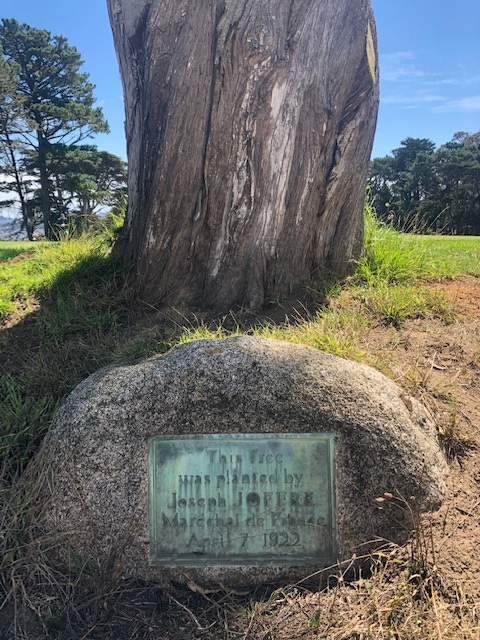 This tree
was planted by
Joseph JOFFRE
Marechal de France
April 7, 1922